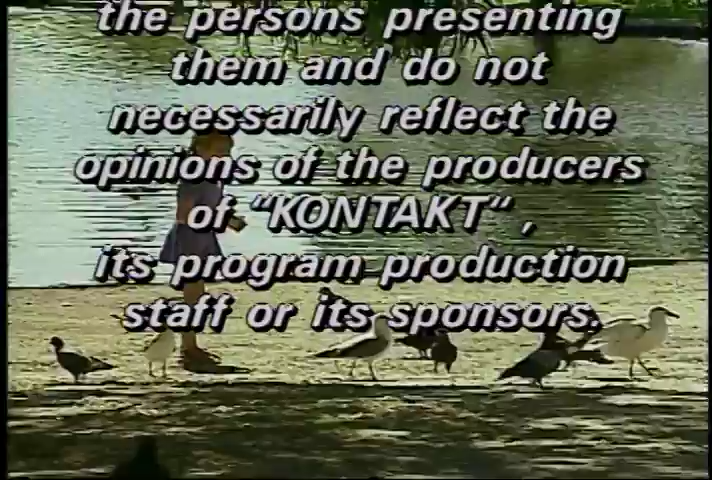 the persons presenting
them and do not
necessarily reflect the
opinions of the producers
of "KONTAKT",
its program production
staff or its sponsors.